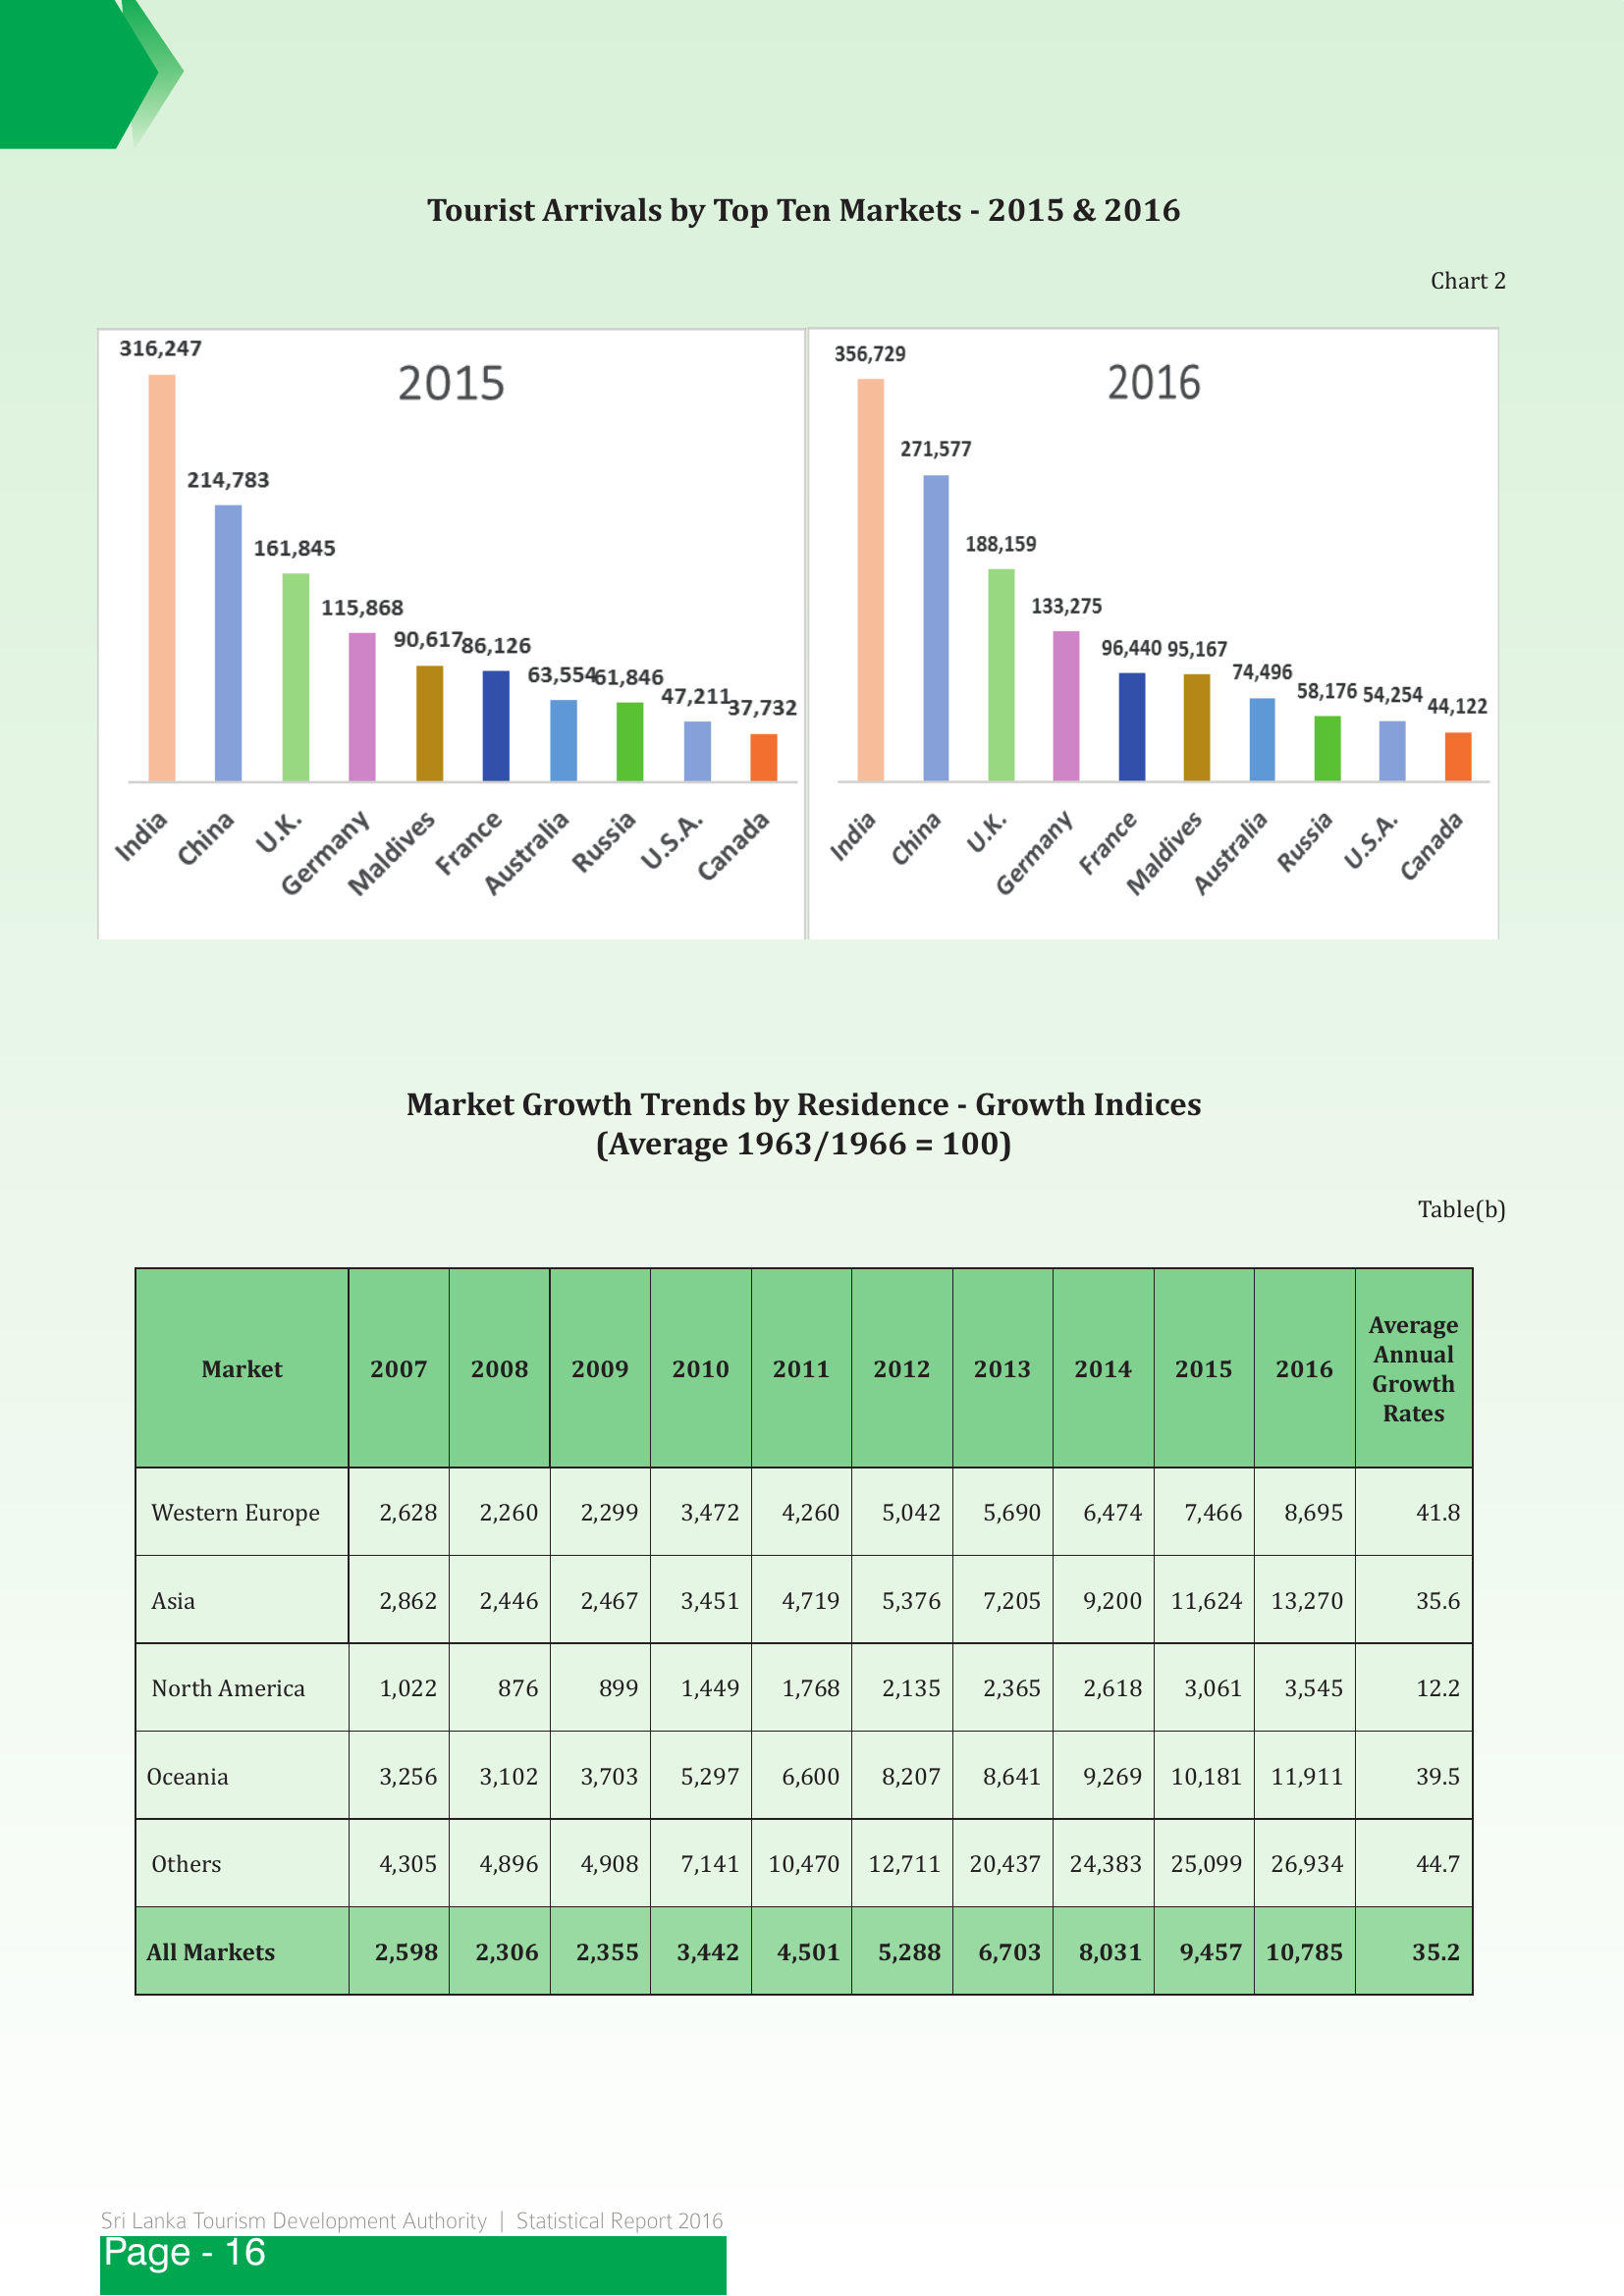 Tourist Arrivals by Top Ten Markets - 2015 & 2016
Chart 2
2015
316,247
214,783
161,845
115,868
90,617
86,126
63,554
61,846
47,211
37,732
India
China
U.K.
Germany
Maldives
France
Australia
Russia
U.S.A.
Canada
2016
356,729
271,577
188,159
133,275
96,440
95,167
74,496
58,176
54,254
44,122
India
China
U.K.
Germany
France
Maldives
Australia
Russia
U.S.A.
Canada
Market Growth Trends by Residence - Growth Indices
(Average 1963/1966 = 100)
Table(b)
Market 2007 2008 2009 2010 2011 2012 2013 2014 2015 2016 Average Annual Growth Rates
Western Europe 2,628 2,260 2,299 3,472 4,260 5,042 5,690 6,474 7,466 8,695 41.8
Asia 2,862 2,446 2,467 3,451 4,719 5,376 7,205 9,200 11,624 13,270 35.6
North America 1,022 876 899 1,449 1,768 2,135 2,365 2,618 3,061 3,545 12.2
Oceania 3,256 3,102 3,703 5,297 6,600 8,207 8,641 9,269 10,181 11,911 39.5
Others 4,305 4,896 4,908 7,141 10,470 12,711 20,437 24,383 25,099 26,934 44.7
All Markets 2,598 2,306 2,355 3,442 4,501 5,288 6,703 8,031 9,457 10,785 35.2
Sri Lanka Tourism Development Authority | Statistical Report 2016
Page - 16